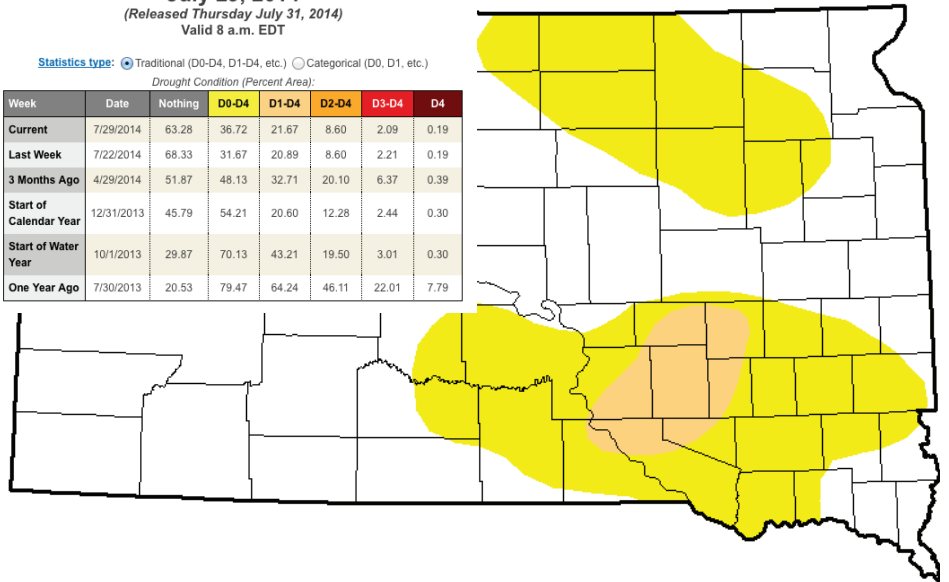 (Released Thursday July 31, 2014)
Valid 8 a.m. EDT
Statistics type: Traditional (D0-D4, D1-D4, etc.) Categorical (D0, D1, etc.)
Drought Condition (Percent Area):
Week Date Nothing D0-D4 D1-D4 D2-D4 D3-D4 D4
Current 7/29/2014 63.28 36.72 21.67 8.60 2.09 0.19
Last Week 7/22/2014 68.33 31.67 20.89 8.60 2.21 0.19
3 Months Ago 4/29/2014 51.87 48.13 32.71 20.10 6.37 0.39
Start of
Calendar Year 12/31/2013 45.79 54.21 20.60 12.28 2.44 0.30
Start of Water
Year 10/1/2013 29.87 70.13 43.21 19.50 3.01 0.30
One Year Ago 7/30/2013 20.53 79.47 64.24 46.11 22.01 7.79